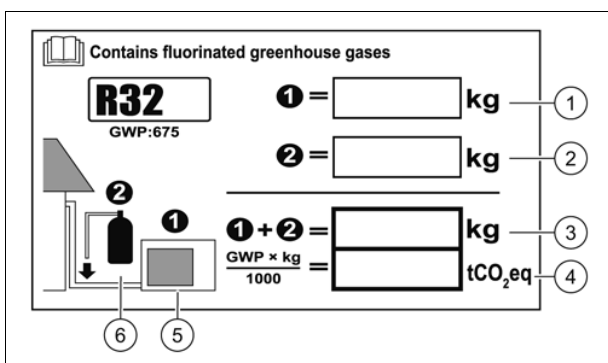 Contains fluorinated greenhouse gases
R32
GWP:675
❶ = kg
1
❷ = kg
2
❶+❷ = kg
3
GWP × kg
1000
= tCO₂eq
4
❷
❶
6
5